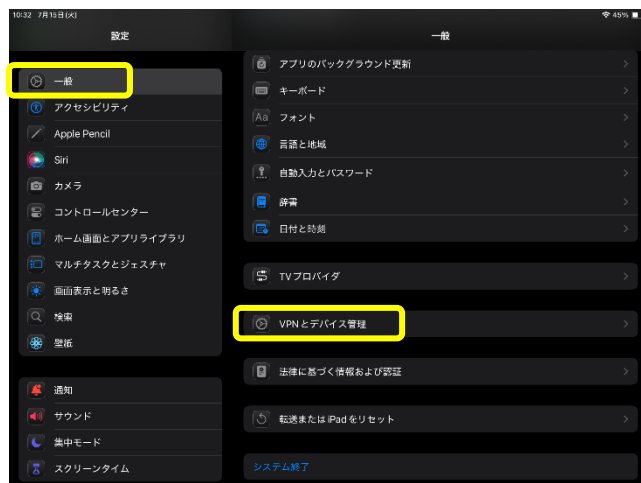 10:32 7月15日(火)
45%
設定
一般
一般
アクセシビリティ
Apple Pencil
Siri
カメラ
コントロールセンター
ホーム画面とアプリライブラリ
マルチタスクとジェスチャ
画面表示と明るさ
検索
壁紙
通知
サウンド
集中モード
スクリーンタイム
アプリのバックグラウンド更新
キーボード
Aa フォント
言語と地域
自動入力とパスワード
辞書
日付と時刻
TVプロバイダ
VPNとデバイス管理
法律に基づく情報および認証
転送またはiPadをリセット
システム終了